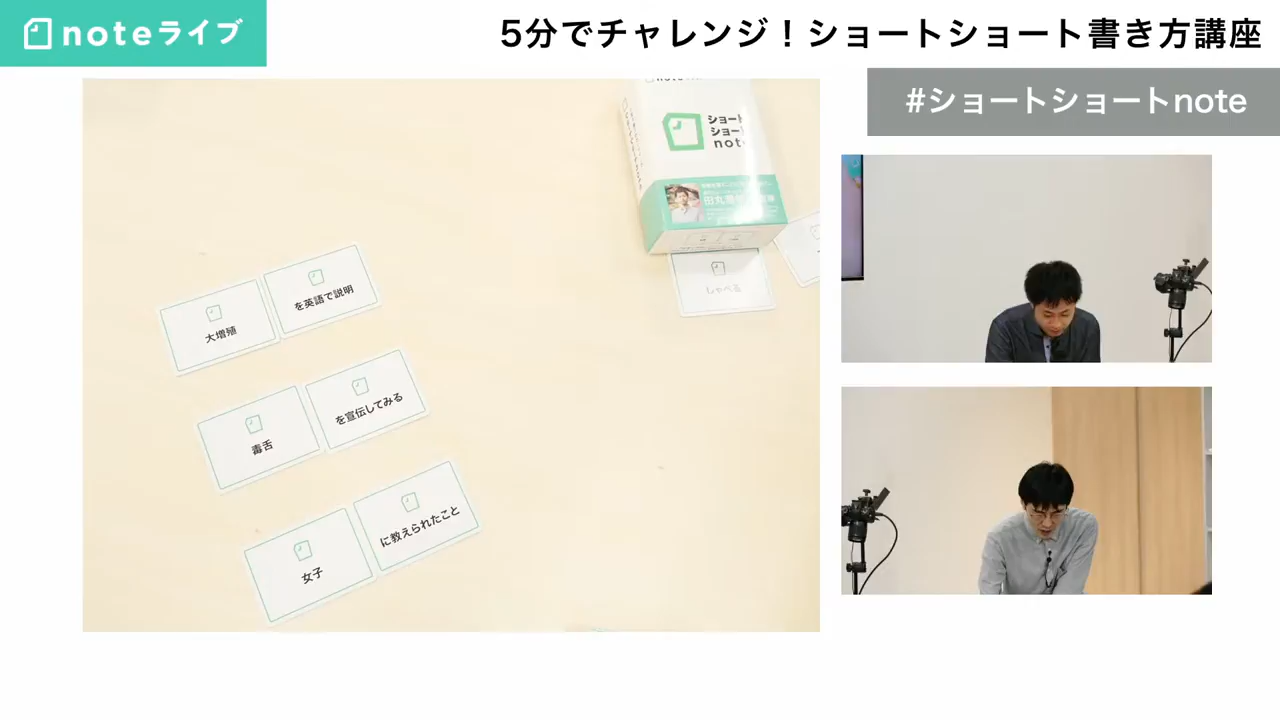 noteライブ
5分でチャレンジ！ショートショート書き方講座
#ショートショートnote
ショート
ショー
not
しゃべる
大増殖
を英語で説明
毒舌
を宣伝してみる
女子
に教えられたこと